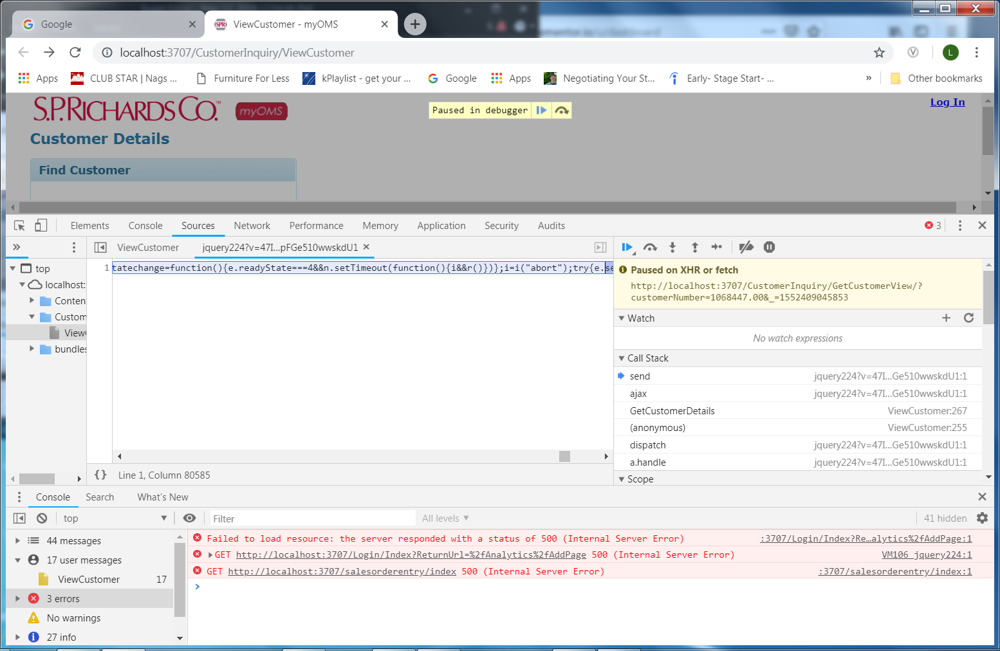 Google
ViewCustomer - myOMS
localhost:3707/CustomerInquiry/ViewCustomer
L
Apps
CLUB STAR | Nags ...
Furniture For Less
kPlaylist - get your ...
Google
Apps
Negotiating Your St...
Early- Stage Start- ...
»
Other bookmarks
S.P.RICHARDS CO.™ myOMS
Paused in debugger
Log In
Customer Details
Find Customer
Elements Console Sources Network Performance Memory Application Security Audits
3
» ViewCustomer jquery224?v=47I...pFGe510wwskdU1
top
localhost:
Conten
Custom
View
bundles
1 tatechange=function(){e.readyState===4&&n.setTimeout(function(){i&&r()})};i=i("abort");try{e.se
{} Line 1, Column 80585
Paused on XHR or fetch
http://localhost:3707/CustomerInquiry/GetCustomerView/?
customerNumber=1068447.00&_=1552409045853
Watch
No watch expressions
Call Stack
send jquery224?v=47I...Ge510wwskdU1:1
ajax jquery224?v=47I...Ge510wwskdU1:1
GetCustomerDetails ViewCustomer:267
(anonymous) ViewCustomer:255
dispatch jquery224?v=47I...Ge510wwskdU1:1
a.handle jquery224?v=47I...Ge510wwskdU1:1
Scope
Console Search What's New
top Filter All levels 41 hidden
44 messages
17 user messages
ViewCustomer 17
3 errors
No warnings
27 info
Failed to load resource: the server responded with a status of 500 (Internal Server Error) :3707/Login/Index?Re...alytics%2fAddPage:1
GET http://localhost:3707/Login/Index?ReturnUrl=%2fAnalytics%2fAddPage 500 (Internal Server Error) VM106 jquery224:1
GET http://localhost:3707/salesorderentry/index 500 (Internal Server Error) :3707/salesorderentry/index:1
>